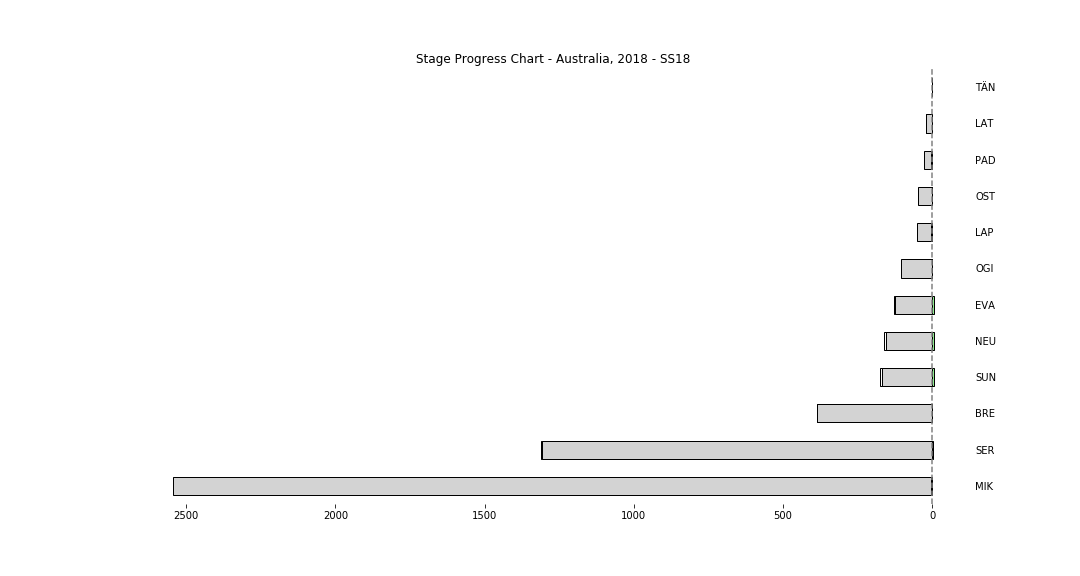 Stage Progress Chart - Australia, 2018 - SS18
TÄN
LAT
PAD
OST
LAP
OGI
EVA
NEU
SUN
BRE
SER
MIK
2500 2000 1500 1000 500 0